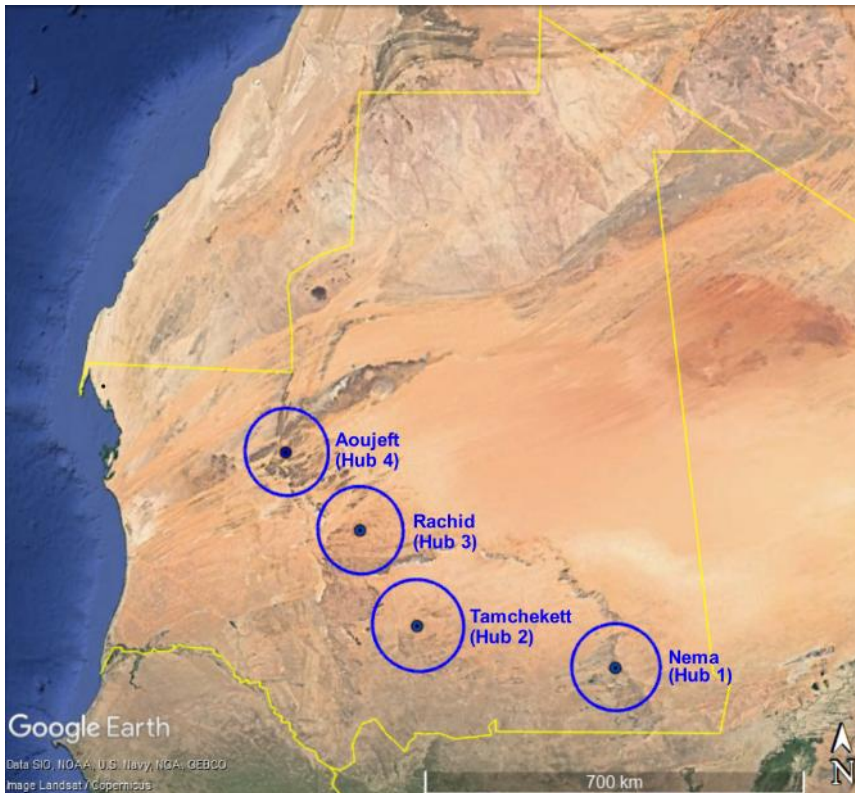 Aoujeft
(Hub 4)
Rachid
(Hub 3)
Tamchekett
(Hub 2)
Nema
(Hub 1)
Google Earth
N
Data SIO, NOAA, U.S. Navy, NGA, GEBCO
700 km
Image Landsat / Copernicus